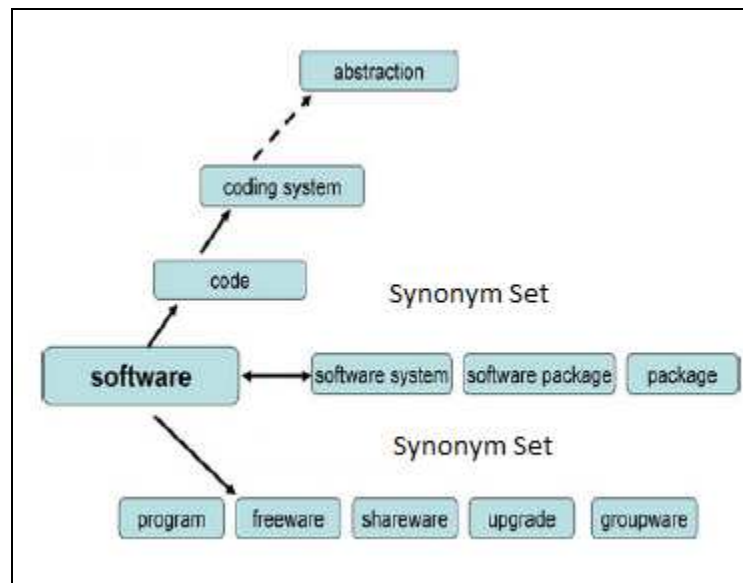 abstraction
coding system
code
Synonym Set
software
software system
software package
package
Synonym Set
program
freeware
shareware
upgrade
groupware